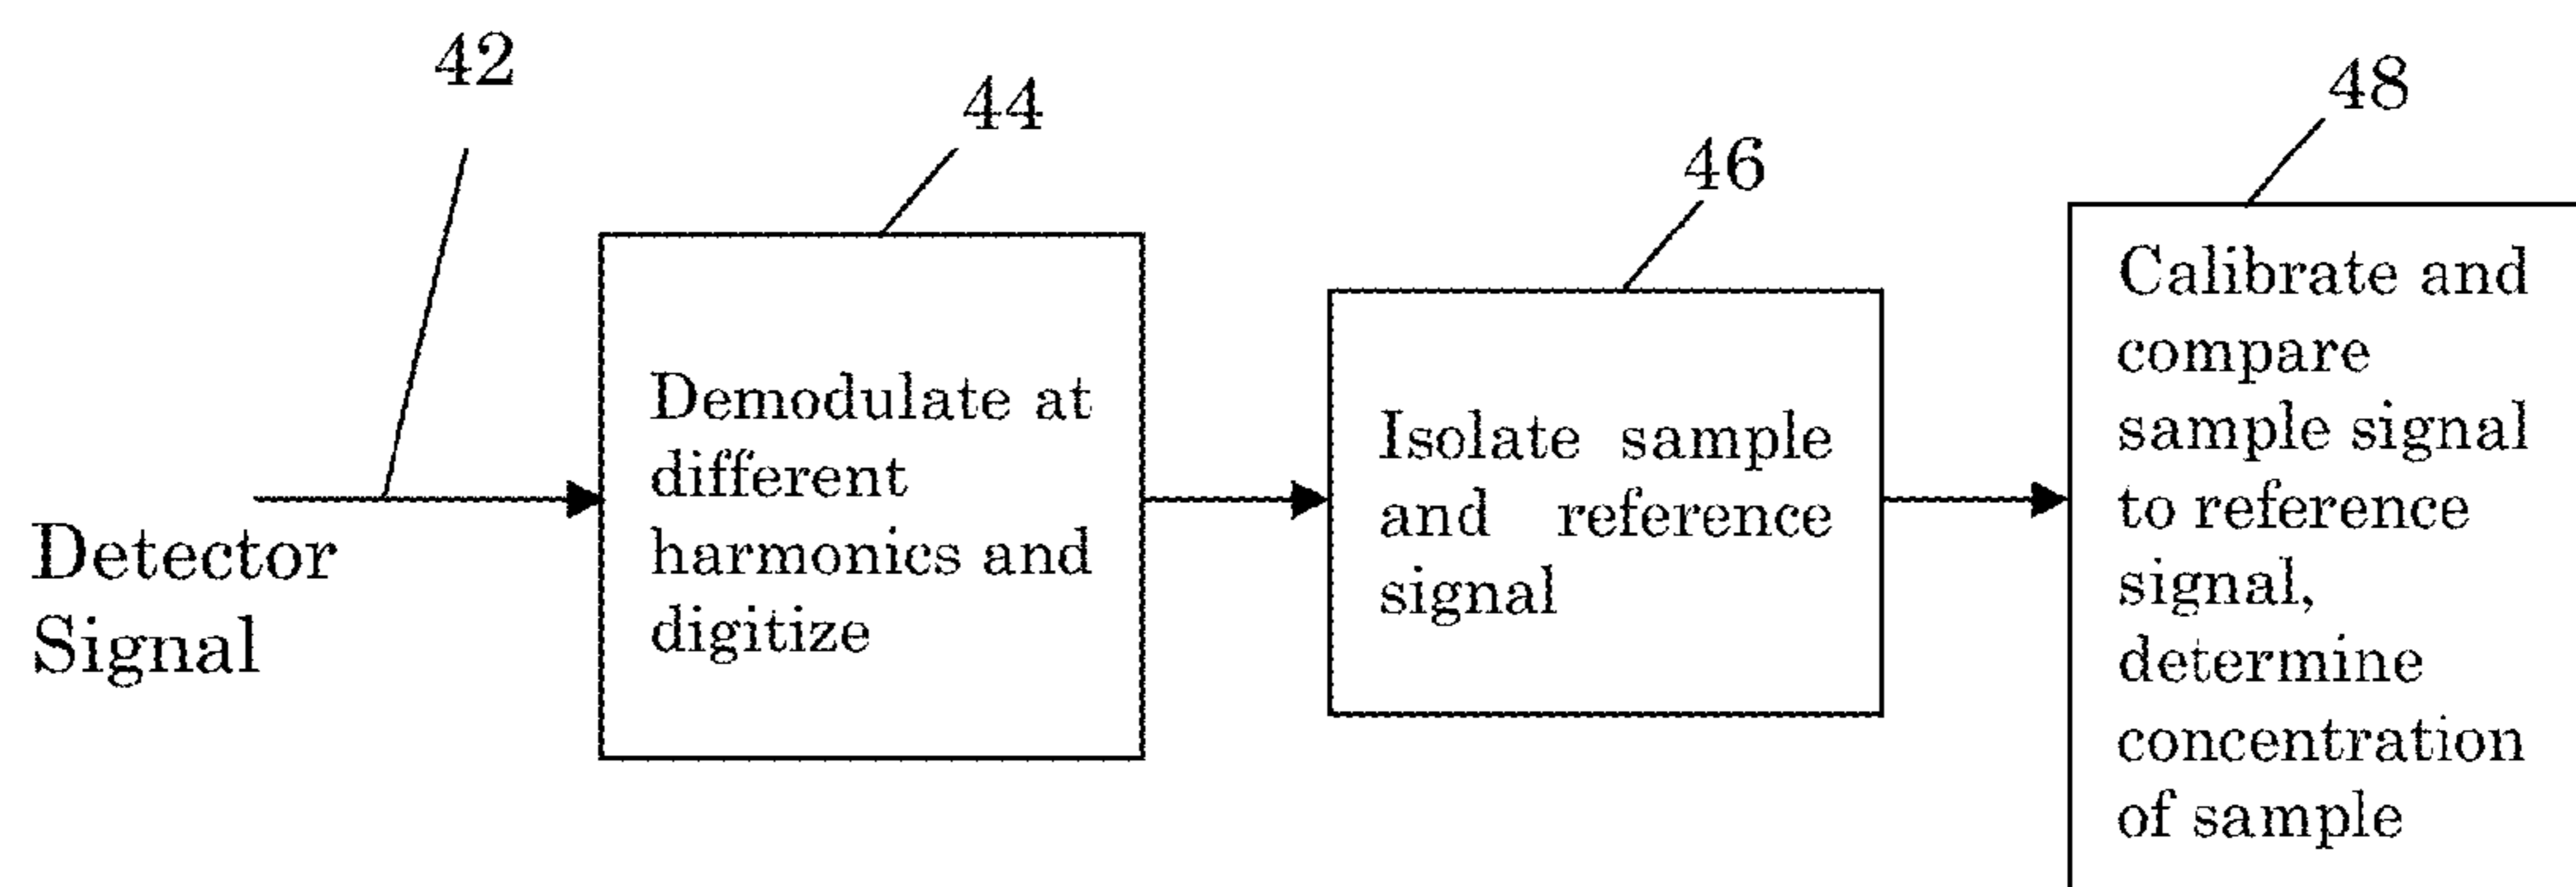 42
Detector
Signal
44
Demodulate at
different
harmonics and
digitize
46
Isolate sample
and reference
signal
48
Calibrate and
compare
sample signal
to reference
signal,
determine
concentration
of sample